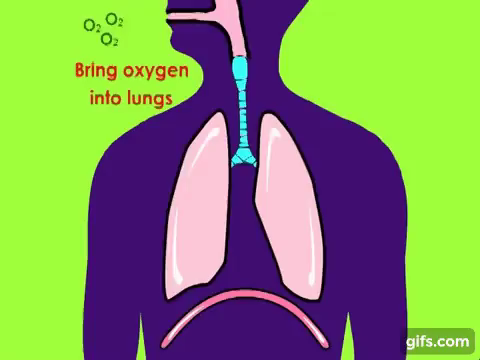 O₂ O₂
O₂
Bring oxygen
into lungs
gifs.com